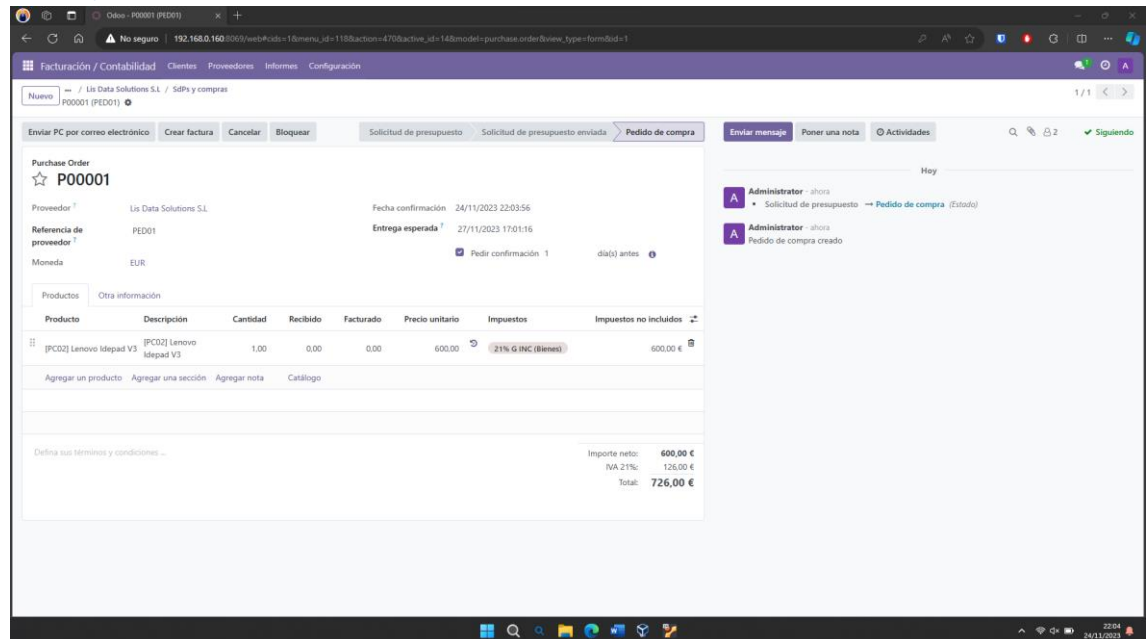 Odoo - P00001 (PED01)
No seguro 192.168.0.160:8069/web#cids=1&menu_id=118&action=470&active_id=14&model=purchase.order&view_type=form&id=1
Facturación / Contabilidad Clientes Proveedores Informes Configuración 1 A
Nuevo ... / Lis Data Solutions S.L / SdPs y compras 1/1
P00001 (PED01)
Enviar PC por correo electrónico Crear factura Cancelar Bloquear Solicitud de presupuesto Solicitud de presupuesto enviada Pedido de compra Enviar mensaje Poner una nota Actividades 2 Siguiendo
Purchase Order
P00001
Proveedor ? Lis Data Solutions S.L Fecha confirmación 24/11/2023 22:03:56
Referencia de proveedor ? PED01 Entrega esperada ? 27/11/2023 17:01:16
Pedir confirmación 1 día(s) antes
Moneda EUR
Productos Otra información
Producto Descripción Cantidad Recibido Facturado Precio unitario Impuestos Impuestos no incluidos
[PC02] Lenovo Idepad V3 [PC02] Lenovo Idepad V3 1,00 0,00 0,00 600,00 21% G INC (Bienes) 600,00 €
Agregar un producto Agregar una sección Agregar nota Catálogo
Defina sus términos y condiciones ...
Importe neto: 600,00 €
IVA 21%: 126,00 €
Total: 726,00 €
Hoy
A Administrator - ahora
Solicitud de presupuesto → Pedido de compra (Estado)
A Administrator - ahora
Pedido de compra creado
22:04
24/11/2023